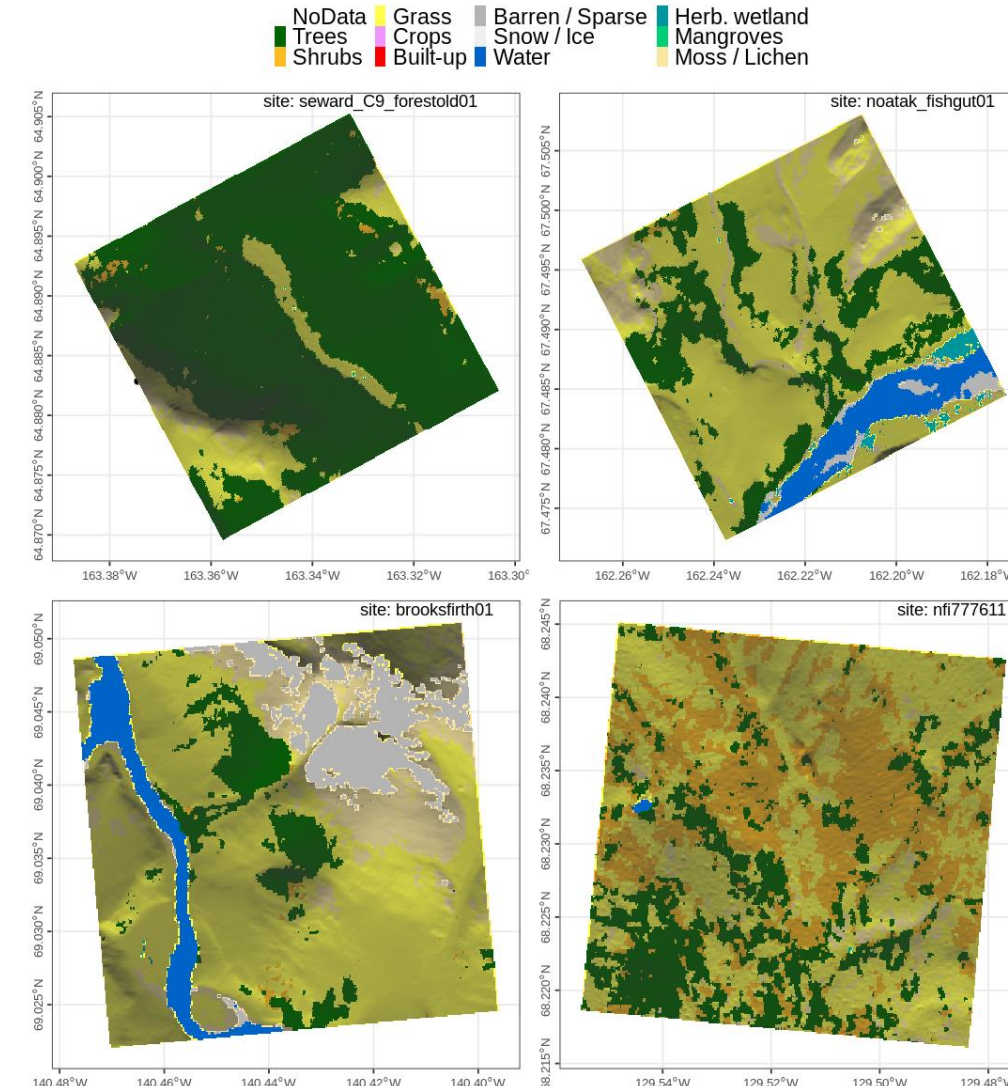 NoData Grass Barren / Sparse Herb. wetland
Trees Crops Snow / Ice Mangroves
Shrubs Built-up Water Moss / Lichen
site: seward_C9_forestold01
64.905°N
64.900°N
64.895°N
64.890°N
64.885°N
64.880°N
64.875°N
64.870°N
163.38°W 163.36°W 163.34°W 163.32°W 163.30°
site: noatak_fishgut01
67.505°N
67.500°N
67.495°N
67.490°N
67.485°N
67.480°N
67.475°N
162.26°W 162.24°W 162.22°W 162.20°W 162.18°W
site: brooksfirth01
69.050°N
69.045°N
69.040°N
69.035°N
69.030°N
69.025°N
140.48°W 140.46°W 140.44°W 140.42°W 140.40°W
site: nfi777611
68.245°N
68.240°N
68.235°N
68.230°N
68.225°N
68.220°N
68.215°N
129.54°W 129.52°W 129.50°W